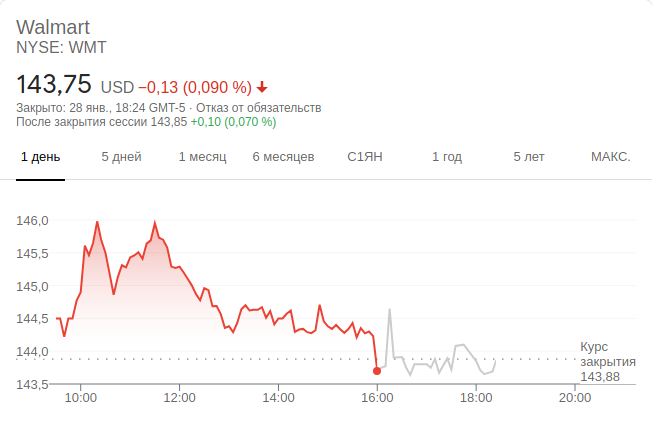 Walmart
NYSE: WMT
143,75 USD −0,13 (0,090 %)
Закрыто: 28 янв., 18:24 GMT-5 · Отказ от обязательств
После закрытия сессии 143,85 +0,10 (0,070 %)
1 день 5 дней 1 месяц 6 месяцев С1ЯН 1 год 5 лет МАКС.
146,0
145,5
145,0
144,5
144,0
Курс
закрытия
143,88
143,5
10:00 12:00 14:00 16:00 18:00 20:00